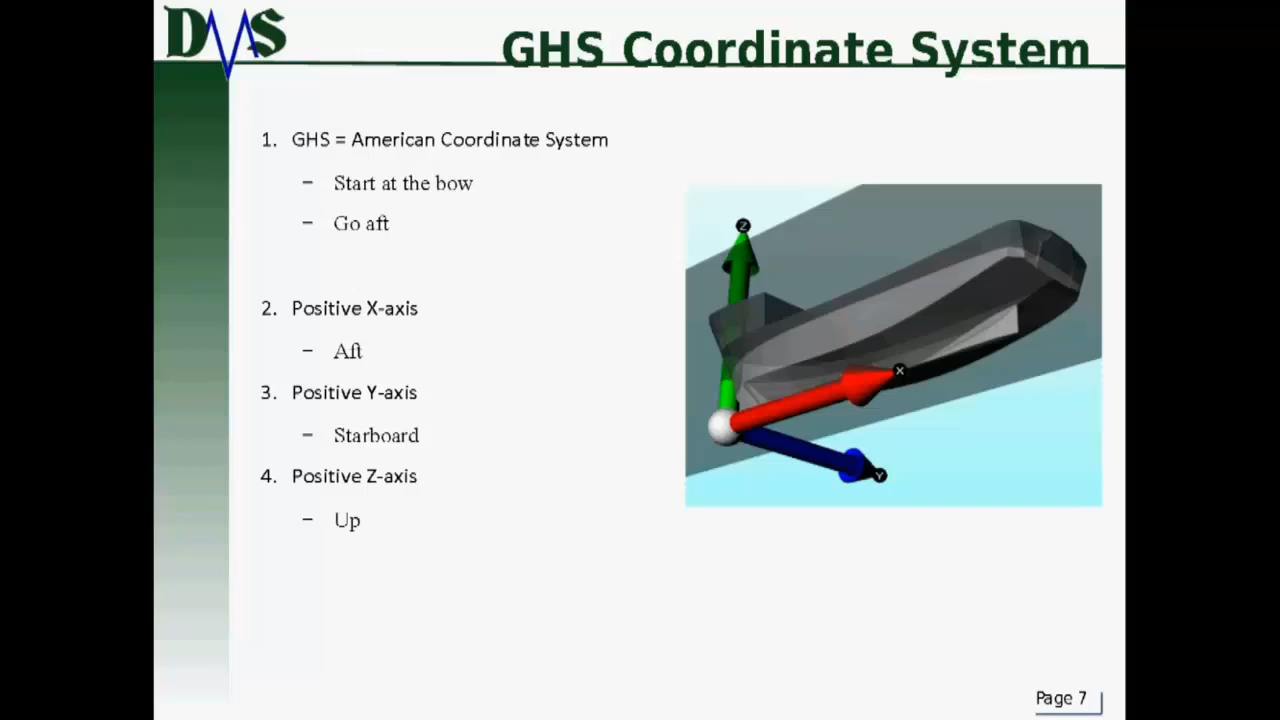 DMS
GHS Coordinate System
1. GHS = American Coordinate System
– Start at the bow
– Go aft
2. Positive X-axis
– Aft
3. Positive Y-axis
– Starboard
4. Positive Z-axis
– Up
Z
X
Y
Page 7